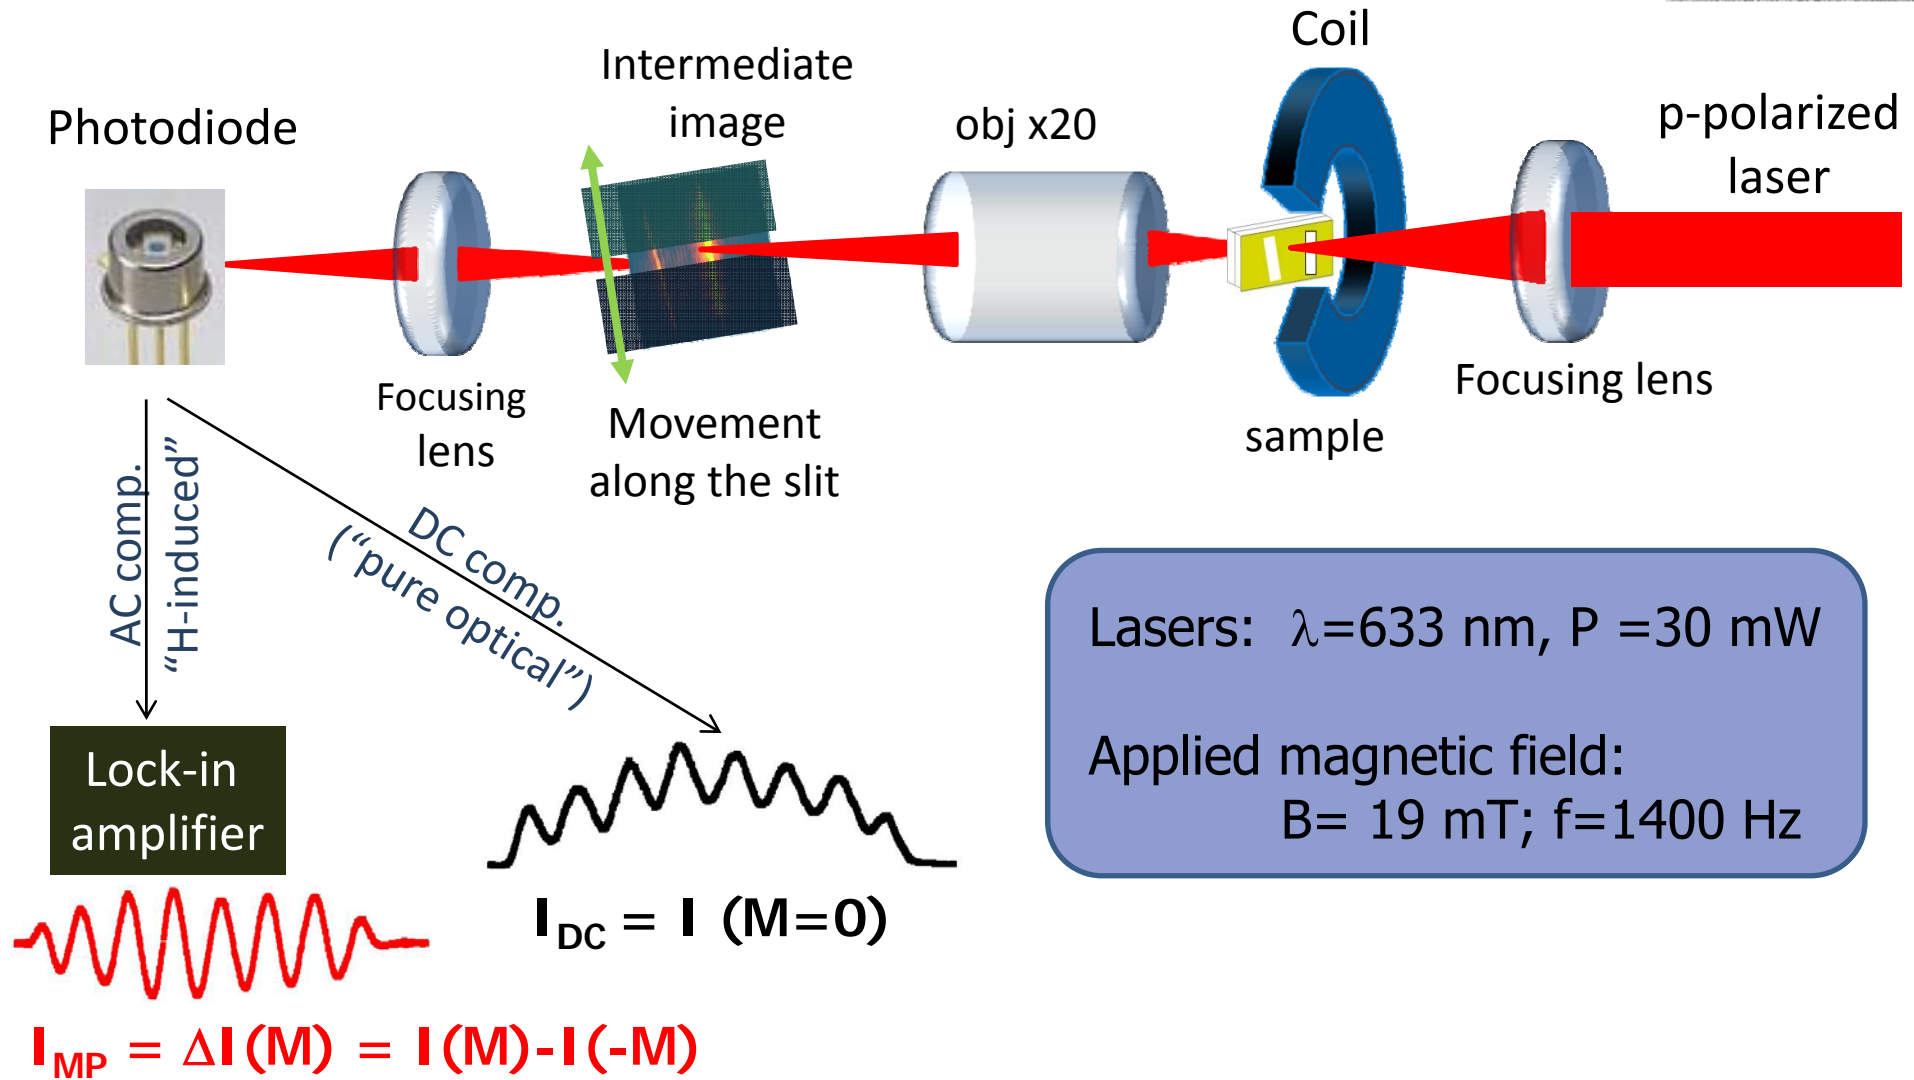 Coil
Intermediate
image
Photodiode
obj x20
p-polarized
laser
Focusing
lens
Movement
along the slit
sample
Focusing lens
AC comp.
“H-induced”
DC comp.
(“pure optical”)
Lasers: λ=633 nm, P =30 mW
Applied magnetic field:
B= 19 mT; f=1400 Hz
Lock-in
amplifier
I_DC = I (M=0)
I_MP = ΔI(M) = I(M)-I(-M)